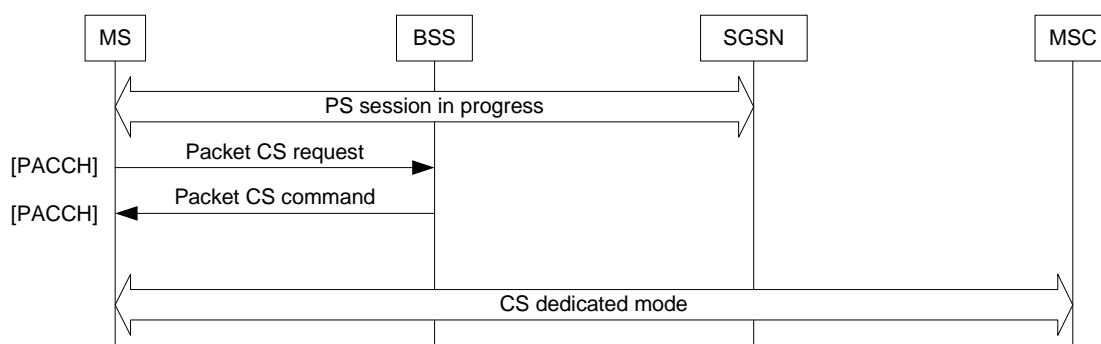 MS
BSS
SGSN
MSC
PS session in progress
[PACCH]
Packet CS request
[PACCH]
Packet CS command
CS dedicated mode